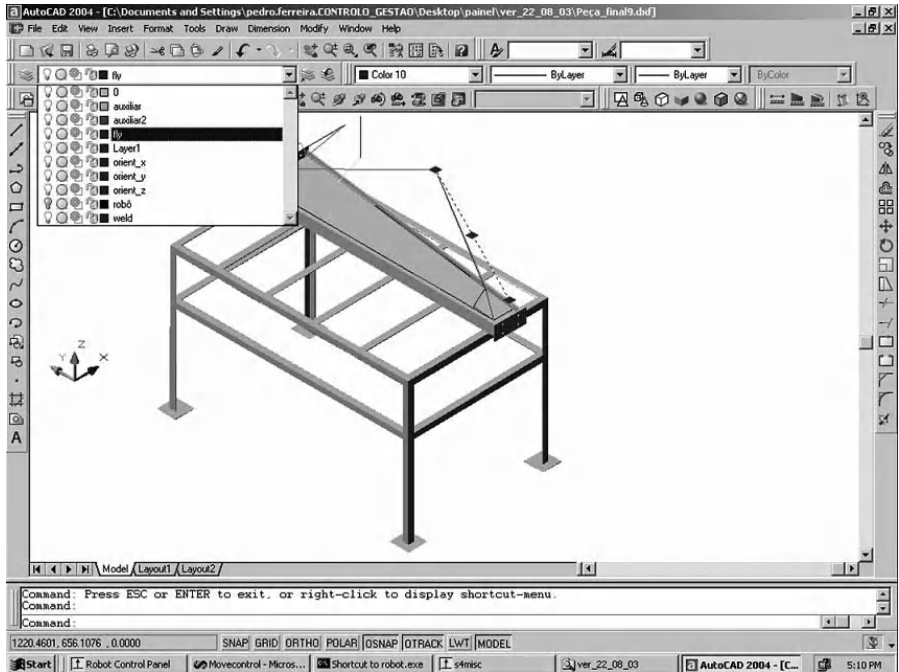 AutoCAD 2004 - [C:\Documents and Settings\pedro.ferreira.CONTROLO_GESTAO\Desktop\painel\ver_22_08_03\Peça_final9.dxf]
File Edit View Insert Format Tools Draw Dimension Modify Window Help
fly Color 10 ByLayer ByLayer ByColor
0
auxiliar
auxiliar2
fly
Layer1
orient_x
orient_y
orient_z
robô
weld
Z
Y X
A
Model Layout1 Layout2
Command: Press ESC or ENTER to exit, or right-click to display shortcut-menu.
Command:
Command:
1220.4601, 656.1076 , 0.0000 SNAP GRID ORTHO POLAR OSNAP OTRACK LWT MODEL
Start Robot Control Panel Movecontrol - Micros... Shortcut to robot.exe s4misc ver_22_08_03 AutoCAD 2004 - [C... 5:10 PM